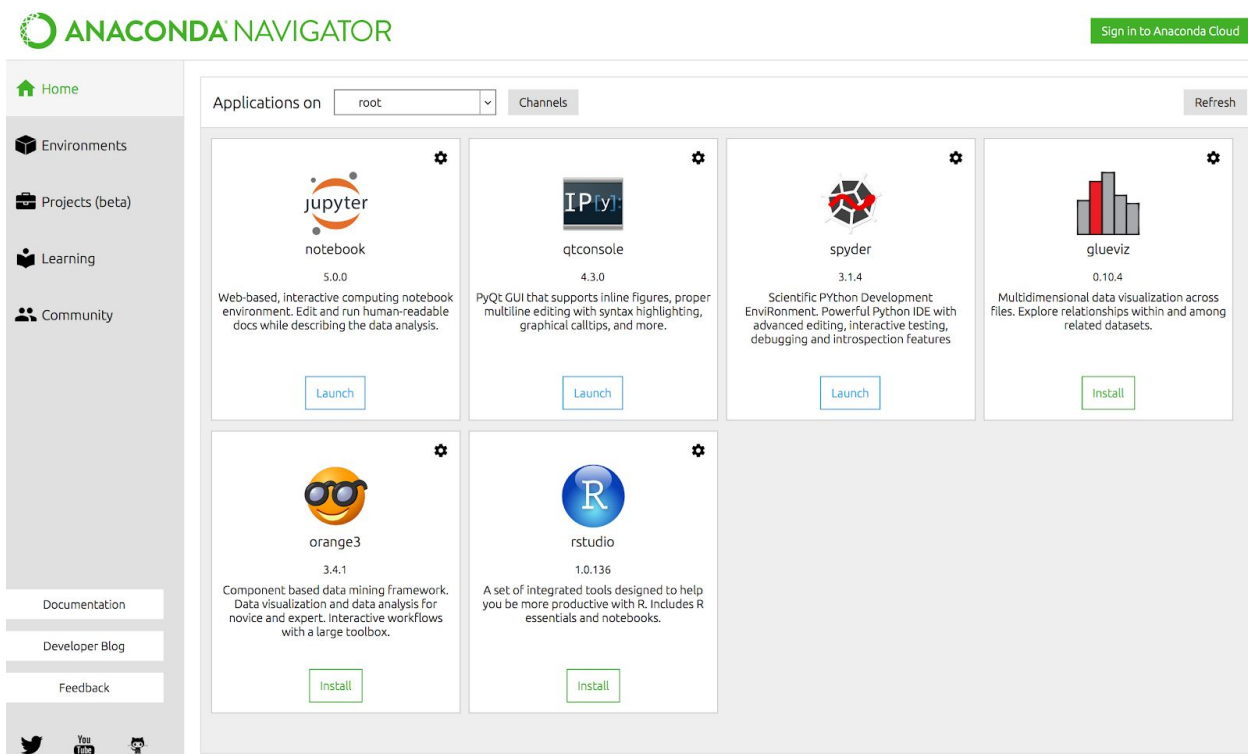 ANACONDA NAVIGATOR
Sign in to Anaconda Cloud
Home
Environments
Projects (beta)
Learning
Community
Documentation
Developer Blog
Feedback
You
Tube
Applications on
root
Channels
Refresh
jupyter
notebook
5.0.0
Web-based, interactive computing notebook
environment. Edit and run human-readable
docs while describing the data analysis.
Launch
IP[y]:
qtconsole
4.3.0
PyQt GUI that supports inline figures, proper
multiline editing with syntax highlighting,
graphical calltips, and more.
Launch
spyder
3.1.4
Scientific PYthon Development
EnviRonment. Powerful Python IDE with
advanced editing, interactive testing,
debugging and introspection features
Launch
glueviz
0.10.4
Multidimensional data visualization across
files. Explore relationships within and among
related datasets.
Install
orange3
3.4.1
Component based data mining framework.
Data visualization and data analysis for
novice and expert. Interactive workflows
with a large toolbox.
Install
R
rstudio
1.0.136
A set of integrated tools designed to help
you be more productive with R. Includes R
essentials and notebooks.
Install